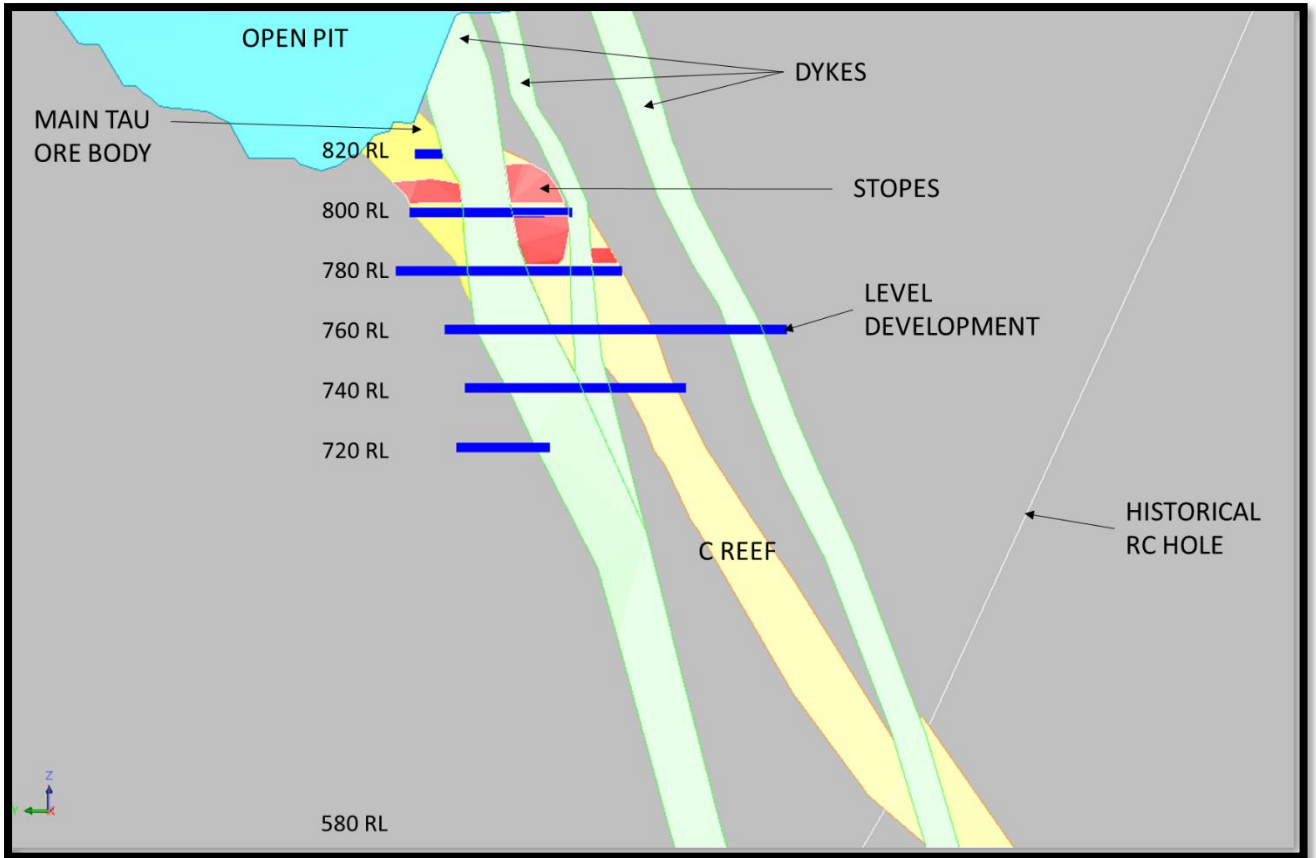 OPEN PIT
DYKES
MAIN TAU
ORE BODY
820 RL
STOPES
800 RL
780 RL
LEVEL
DEVELOPMENT
760 RL
740 RL
720 RL
HISTORICAL
RC HOLE
C REEF
Z
Y
X
580 RL